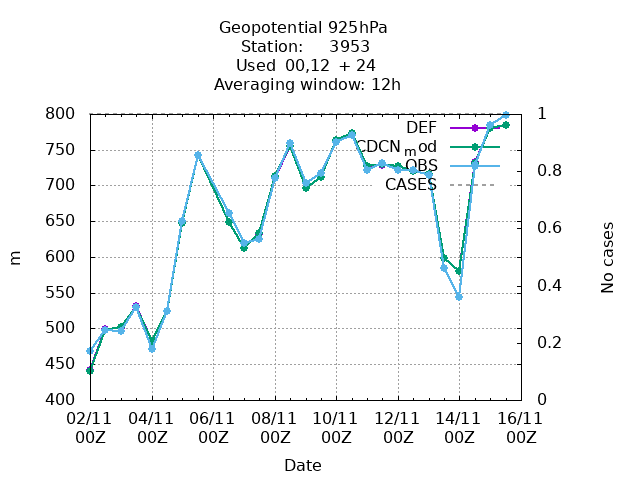 Geopotential 925hPa
Station: 3953
Used 00,12 + 24
Averaging window: 12h
DEF
CDCN_mod
OBS
CASES
800
750
700
650
600
550
500
450
400
m
1
0.8
0.6
0.4
0.2
0
No cases
02/11 04/11 06/11 08/11 10/11 12/11 14/11 16/11
00Z 00Z 00Z 00Z 00Z 00Z 00Z 00Z
Date